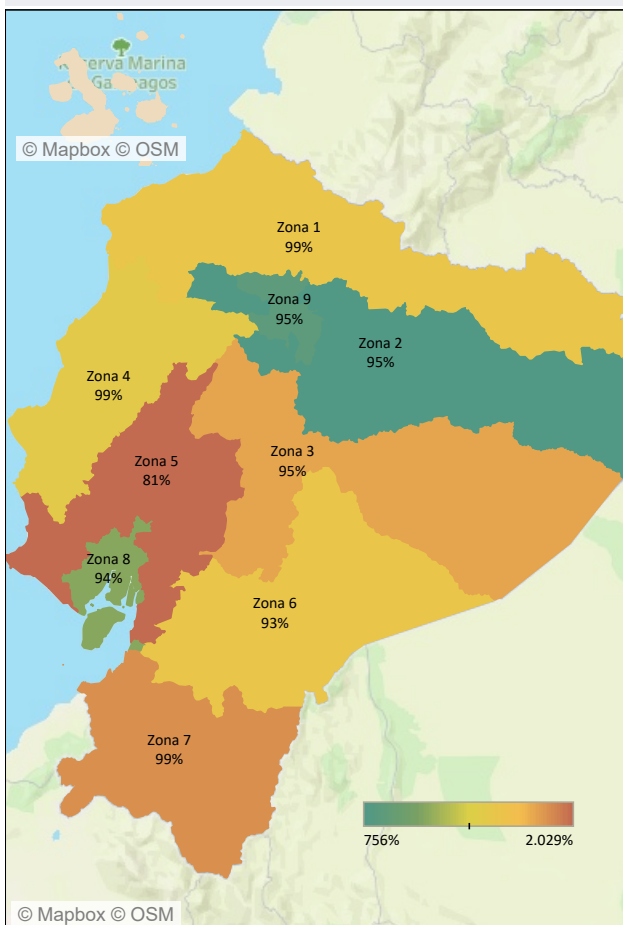 Reserva Marina
Galápagos
© Mapbox © OSM
Zona 1
99%
Zona 9
95%
Zona 2
95%
Zona 4
99%
Zona 5
81%
Zona 3
95%
Zona 8
94%
Zona 6
93%
Zona 7
99%
756%
2.029%
© Mapbox © OSM